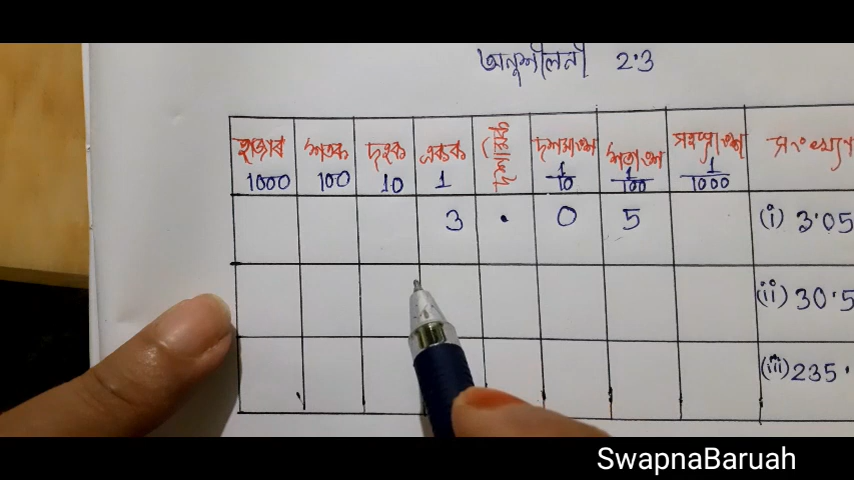 অনুশীলনী 2.3
হাজাৰ শতক দহক একক দশমিক দশমাংশ শতাংশ সহস্ৰাংশ সংখ্যা
1000 100 10 1 1/10 1/100 1/1000
3 . 0 5 (i) 3.05
(ii) 30.5
(iii) 235.
SwapnaBaruah